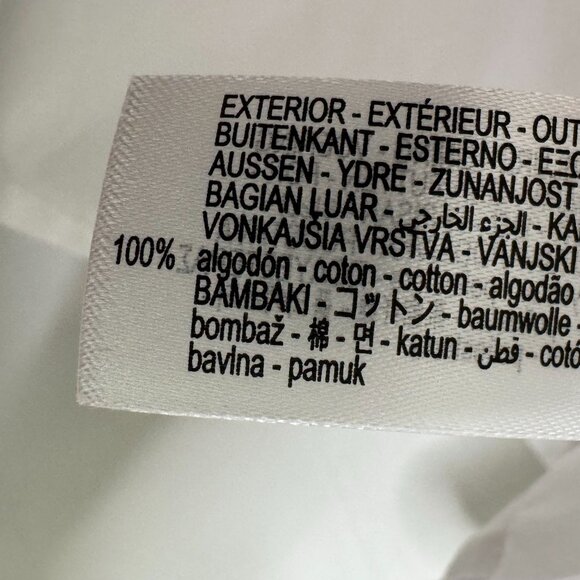 EXTERIOR - EXTÉRIEUR - OUT
BUITENKANT - ESTERNO - ΕΞΩ
AUSSEN - YDRE - ZUNANJOST
BAGIAN LUAR - الجزء الخارجي - KA
VONKAJŠIA VRSTVA - VANJSKI
100% algodón - coton - cotton - algodão
ΒΑΜΒΑΚΙ - コットン - baumwolle -
bombaž - 棉 - 면 - katun - قطن - cotó
bavlna - pamuk